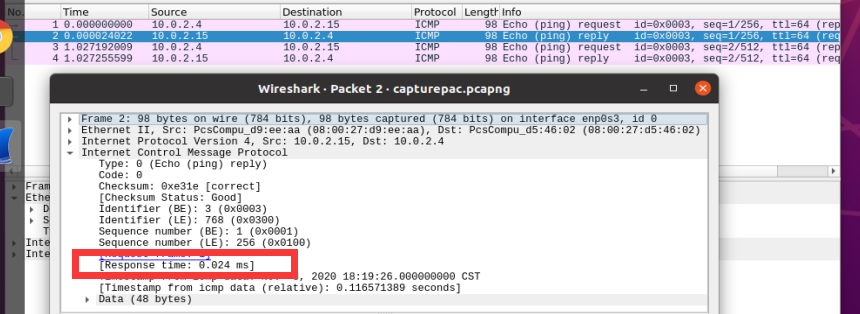 No. Time Source Destination Protocol Length Info
1 0.000000000 10.0.2.4 10.0.2.15 ICMP 98 Echo (ping) request id=0x0003, seq=1/256, ttl=64 (rep
2 0.000024022 10.0.2.15 10.0.2.4 ICMP 98 Echo (ping) reply id=0x0003, seq=1/256, ttl=64 (req
3 1.027192009 10.0.2.4 10.0.2.15 ICMP 98 Echo (ping) request id=0x0003, seq=2/512, ttl=64 (rep
4 1.027255599 10.0.2.15 10.0.2.4 ICMP 98 Echo (ping) reply id=0x0003, seq=2/512, ttl=64 (req
Wireshark · Packet 2 · capturepac.pcapng
Frame 2: 98 bytes on wire (784 bits), 98 bytes captured (784 bits) on interface enp0s3, id 0
Ethernet II, Src: PcsCompu_d9:ee:aa (08:00:27:d9:ee:aa), Dst: PcsCompu_d5:46:02 (08:00:27:d5:46:02)
Internet Protocol Version 4, Src: 10.0.2.15, Dst: 10.0.2.4
Internet Control Message Protocol
Type: 0 (Echo (ping) reply)
Code: 0
Checksum: 0xe31e [correct]
[Checksum Status: Good]
Identifier (BE): 3 (0x0003)
Identifier (LE): 768 (0x0300)
Sequence number (BE): 1 (0x0001)
Sequence number (LE): 256 (0x0100)
[Response time: 0.024 ms]
Timestamp from icmp data: 2020 18:19:26.000000000 CST
[Timestamp from icmp data (relative): 0.116571389 seconds]
Data (48 bytes)
Fram
Ethe
D
S
Ty
Inte
Inte